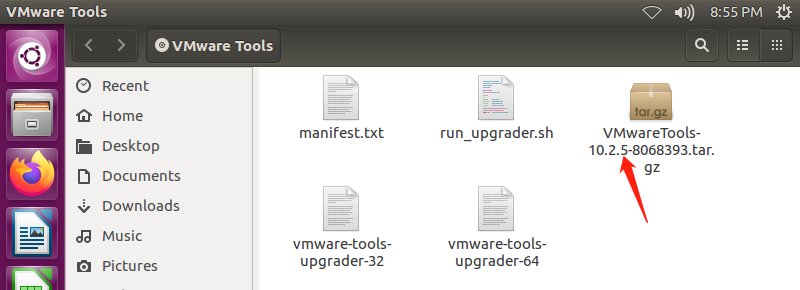 VMware Tools
8:55 PM
VMware Tools
Recent
Home
Desktop
Documents
Downloads
Music
Pictures
manifest.txt
run_upgrader.sh
tar.gz
VMwareTools-
10.2.5-8068393.tar.
gz
vmware-tools-
upgrader-32
vmware-tools-
upgrader-64